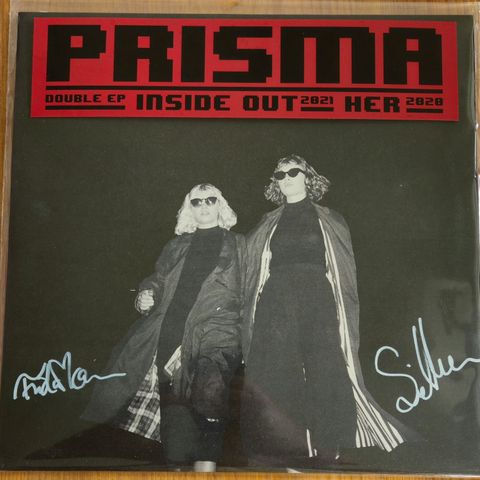 PRISMA
DOUBLE EP INSIDE OUT 2021 HER 2020